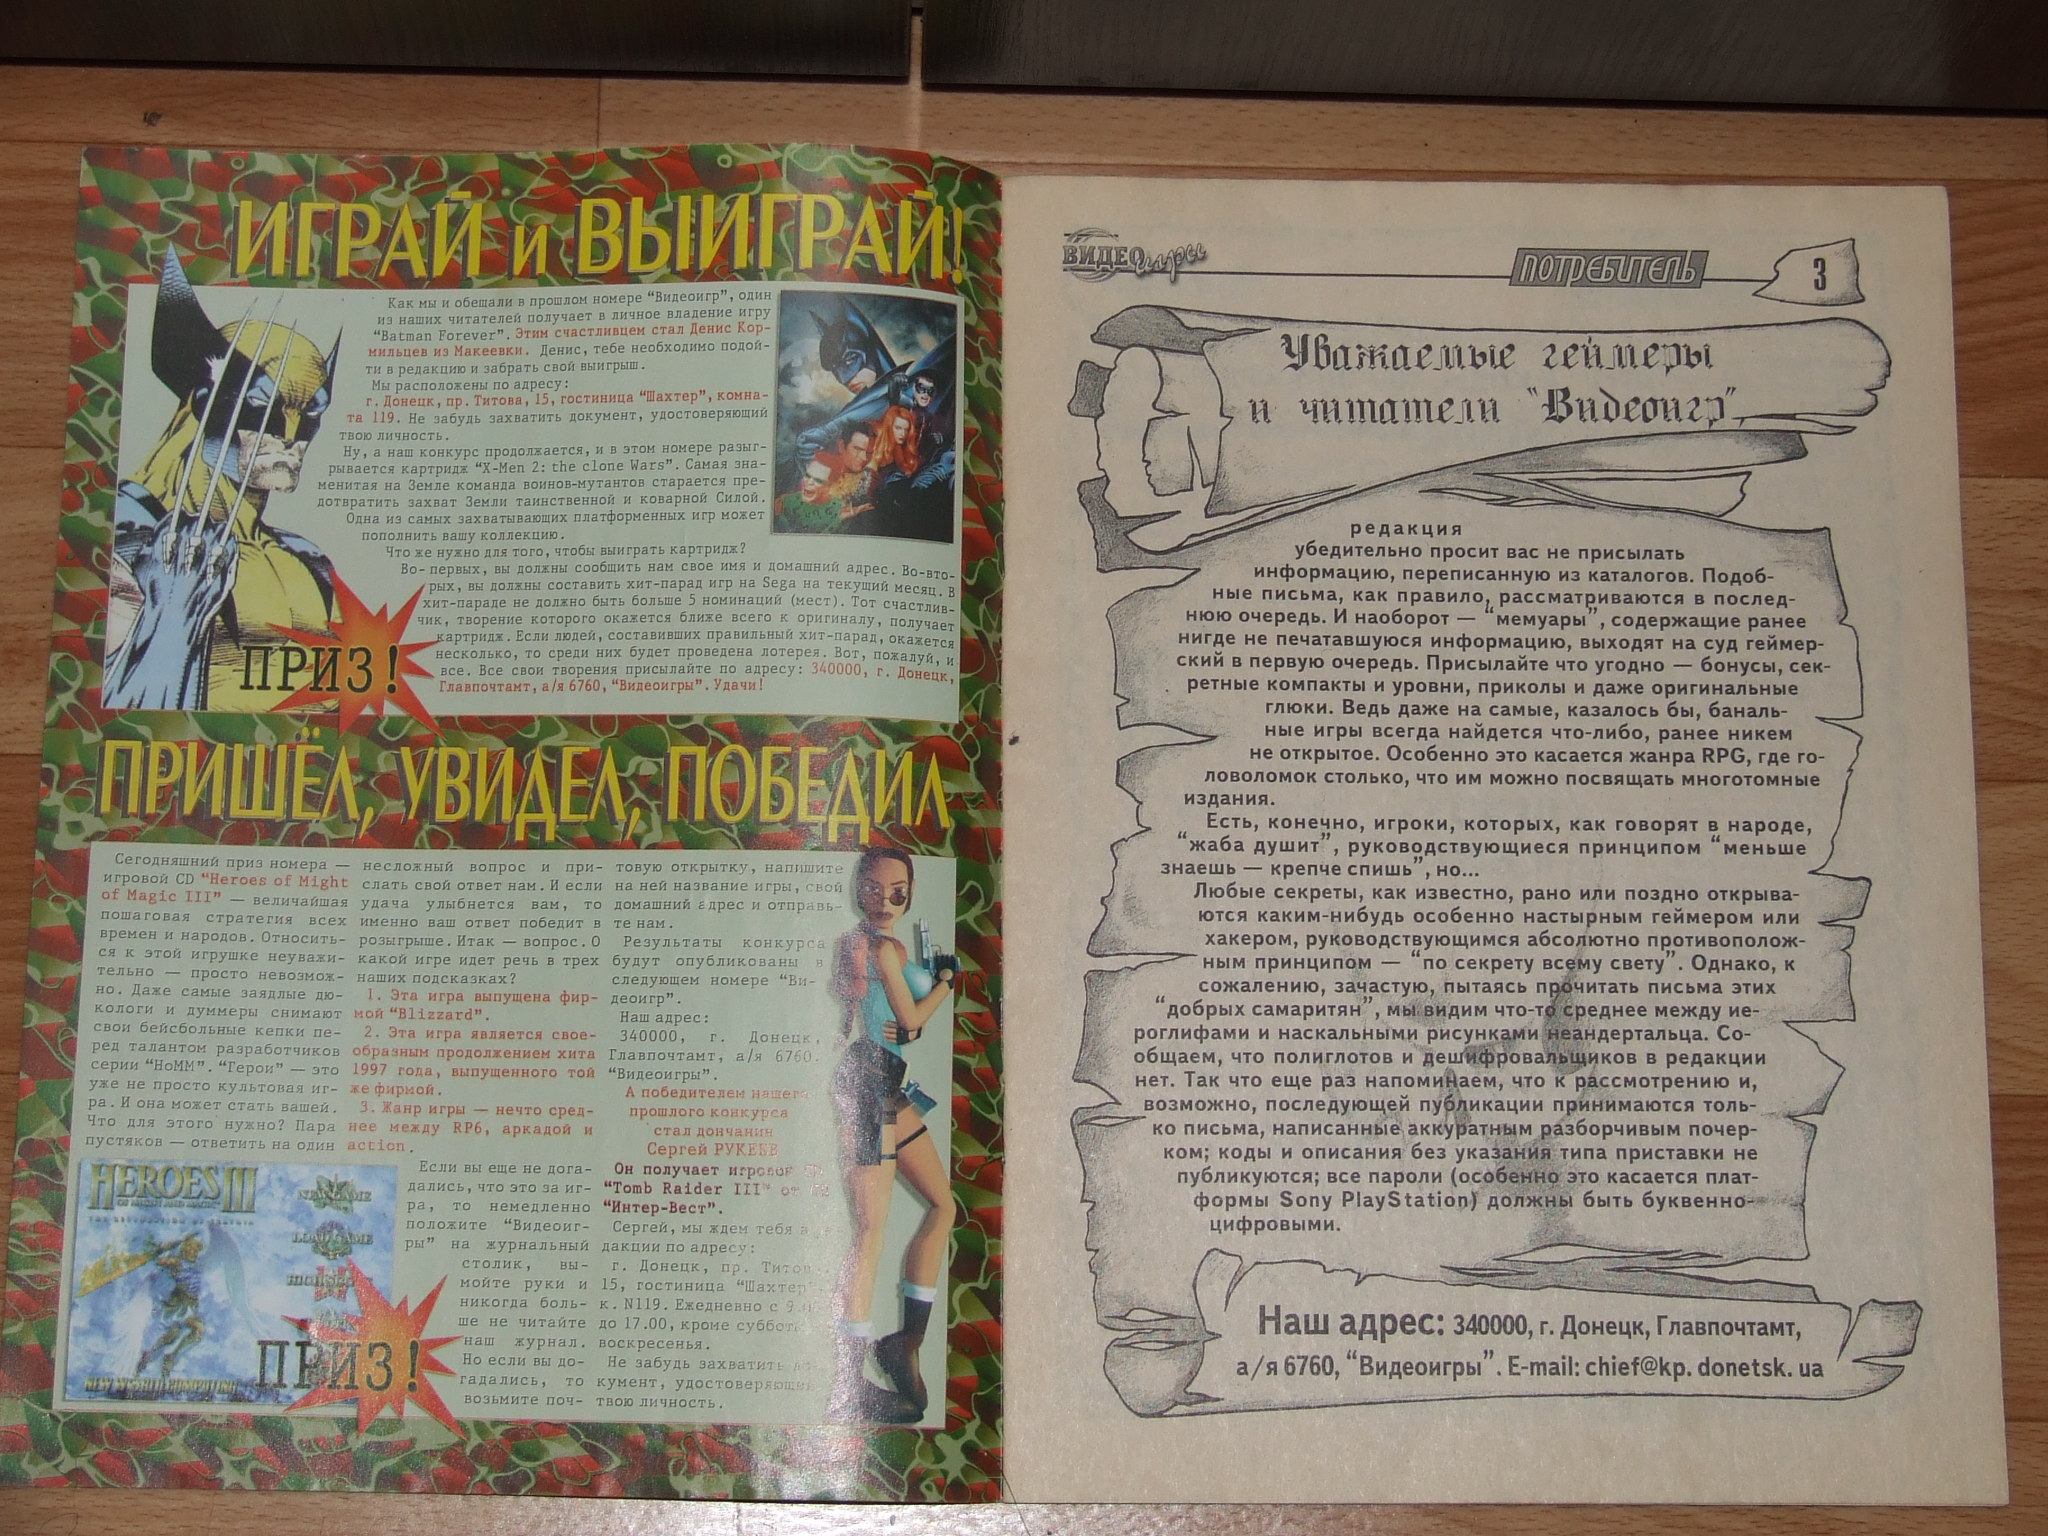 ИГРАЙ и ВЫИГРАЙ!
Как мы и обещали в прошлом номере “Видеоигр”, один
из наших читателей получает в личное владение игру
“Batman Forever”. Этим счастливцем стал Денис Кор-
мильцев из Макеевки. Денис, тебе необходимо подой-
ти в редакцию и забрать свой выигрыш.
Мы расположены по адресу:
г. Донецк, пр. Титова, 15, гостиница “Шахтер”, комна-
та 119. Не забудь захватить документ, удостоверяющий
твою личность.
Ну, а наш конкурс продолжается, и в этом номере разыг-
рывается картридж “X-Men 2: the clone Wars”. Самая зна-
менитая на Земле команда воинов-мутантов старается пре-
дотвратить захват Земли таинственной и коварной Силой.
Одна из самых захватывающих платформенных игр может
пополнить вашу коллекцию.
Что же нужно для того, чтобы выиграть картридж?
Во-первых, вы должны сообщить нам свое имя и домашний адрес. Во-вто-
рых, вы должны составить хит-парад игр на Sega на текущий месяц. В
хит-параде не должно быть больше 5 номинаций (мест). Тот счастлив-
чик, творение которого окажется ближе всего к оригиналу, получает
картридж. Если людей, составивших правильный хит-парад, окажется
несколько, то среди них будет проведена лотерея. Вот, пожалуй, и
все. Все свои творения присылайте по адресу: 340000, г. Донецк,
Главпочтамт, а/я 6760, “Видеоигры”. Удачи!
ПРИЗ!
ПРИШЁЛ, УВИДЕЛ, ПОБЕДИЛ
Сегодняшний приз номера —
игровой CD “Heroes of Might
of Magic III” — величайшая
пошаговая стратегия всех
времен и народов. Относить-
ся к этой игрушке неуважи-
тельно — просто невозмож-
но. Даже самые заядлые дю-
кологи и думмеры снимают
свои бейсбольные кепки пе-
ред талантом разработчиков
серии “HoMM”. “Герои” — это
уже не просто культовая иг-
ра. И она может стать вашей.
Что для этого нужно? Пара
пустяков — ответить на один
несложный вопрос и при-
слать свой ответ нам. И если
удача улыбнется вам, то
именно ваш ответ победит в
розыгрыше. Итак — вопрос. О
какой игре идет речь в трех
наших подсказках?
1. Эта игра выпущена фир-
мой “Blizzard”.
2. Эта игра является свое-
образным продолжением хита
1997 года, выпущенного той
же фирмой.
3. Жанр игры — нечто сред-
нее между RP6, аркадой и
action.
Если вы еще не дога-
дались, что это за иг-
ра, то немедленно
положите “Видеоиг-
ры” на журнальный
столик, вы-
мойте руки и
никогда боль-
ше не читайте
наш журнал.
Но если вы до-
гадались, то
возьмите поч-
товую открытку, напишите
на ней название игры, свой
домашний адрес и отправь-
те нам.
Результаты конкурса
будут опубликованы в
следующем номере “Ви-
деоигр”.
Наш адрес:
340000, г. Донецк,
Главпочтамт, а/я 6760.
“Видеоигры”.
А победителем нашего
прошлого конкурса
стал дончанин
Сергей РУКЕЕВ
Он получает игровой
“Tomb Raider III” от
“Интер-Вест”.
Сергей, мы ждем тебя
дакции по адресу:
г. Донецк, пр.
15, гостиница “Шахтер”
к. N119. Ежедневно с
до 17.00, кроме
воскресенья.
Не забудь захватить
кумент, удостоверяющий
твою личность.
HEROES III
OF MIGHT AND MAGIC
NEW GAME
LOAD GAME
NEW WORLD COMPUTING
ПРИЗ!
ВИДЕОигры
ПОТРЕБИТЕЛЬ
3
Уважаемые геймеры
и читатели “Видеоигр”,
редакция
убедительно просит вас не присылать
информацию, переписанную из каталогов. Подоб-
ные письма, как правило, рассматриваются в послед-
нюю очередь. И наоборот — “мемуары”, содержащие ранее
нигде не печатавшуюся информацию, выходят на суд геймер-
ский в первую очередь. Присылайте что угодно — бонусы, сек-
ретные компакты и уровни, приколы и даже оригинальные
глюки. Ведь даже на самые, казалось бы, баналь-
ные игры всегда найдется что-либо, ранее никем
не открытое. Особенно это касается жанра RPG, где го-
ловоломок столько, что им можно посвящать многотомные
издания.
Есть, конечно, игроки, которых, как говорят в народе,
“жаба душит”, руководствующиеся принципом “меньше
знаешь — крепче спишь”, но...
Любые секреты, как известно, рано или поздно открыва-
ются каким-нибудь особенно настырным геймером или
хакером, руководствующимся абсолютно противополож-
ным принципом — “по секрету всему свету”. Однако, к
сожалению, зачастую, пытаясь прочитать письма этих
“добрых самаритян”, мы видим что-то среднее между ие-
роглифами и наскальными рисунками неандертальца. Со-
общаем, что полиглотов и дешифровальщиков в редакции
нет. Так что еще раз напоминаем, что к рассмотрению и,
возможно, последующей публикации принимаются толь-
ко письма, написанные аккуратным разборчивым почер-
ком; коды и описания без указания типа приставки не
публикуются; все пароли (особенно это касается плат-
формы Sony PlayStation) должны быть буквенно-
цифровыми.
Наш адрес: 340000, г. Донецк, Главпочтамт,
а/я 6760, “Видеоигры”. E-mail: chief@kp. donetsk. ua